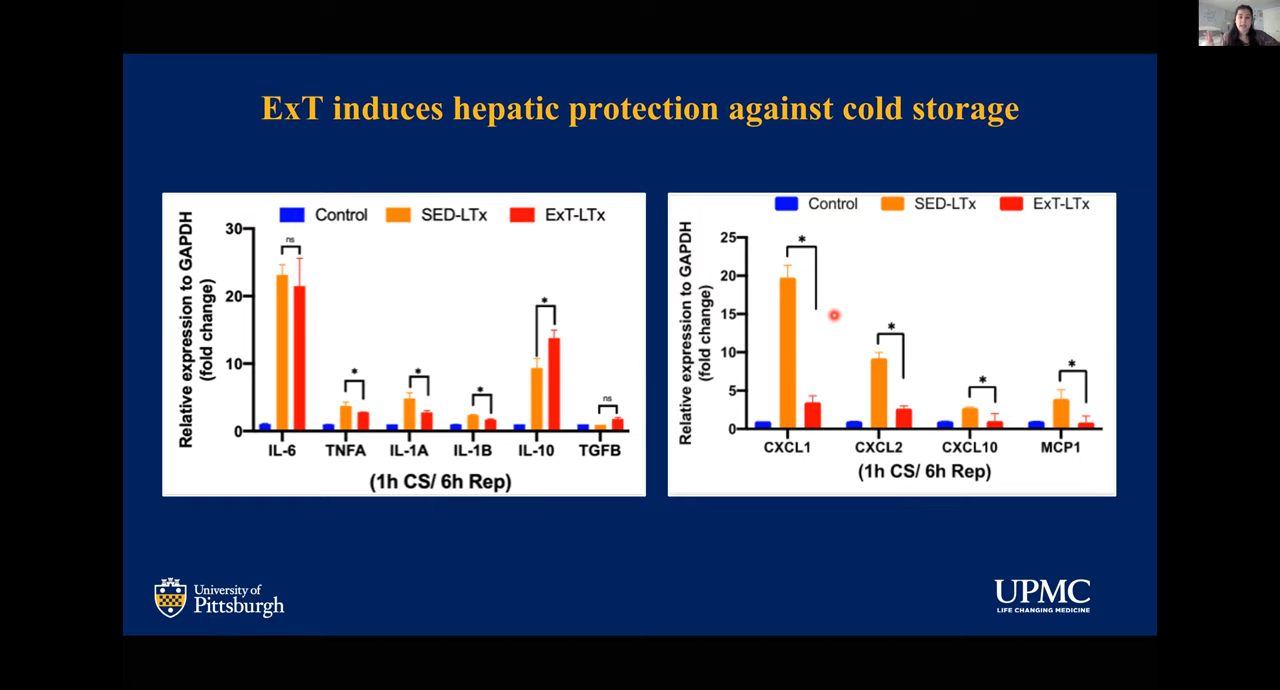 ExT induces hepatic protection against cold storage
Control SED-LTx ExT-LTx
Relative expression to GAPDH
(fold change)
30
20
10
0
ns
*
*
*
*
ns
IL-6 TNFA IL-1A IL-1B IL-10 TGFB
(1h CS/ 6h Rep)
Control SED-LTx ExT-LTx
Relative expression to GAPDH
(fold change)
25
20
15
10
5
0
*
*
*
*
CXCL1 CXCL2 CXCL10 MCP1
(1h CS/ 6h Rep)
University of
Pittsburgh
UPMC
LIFE CHANGING MEDICINE